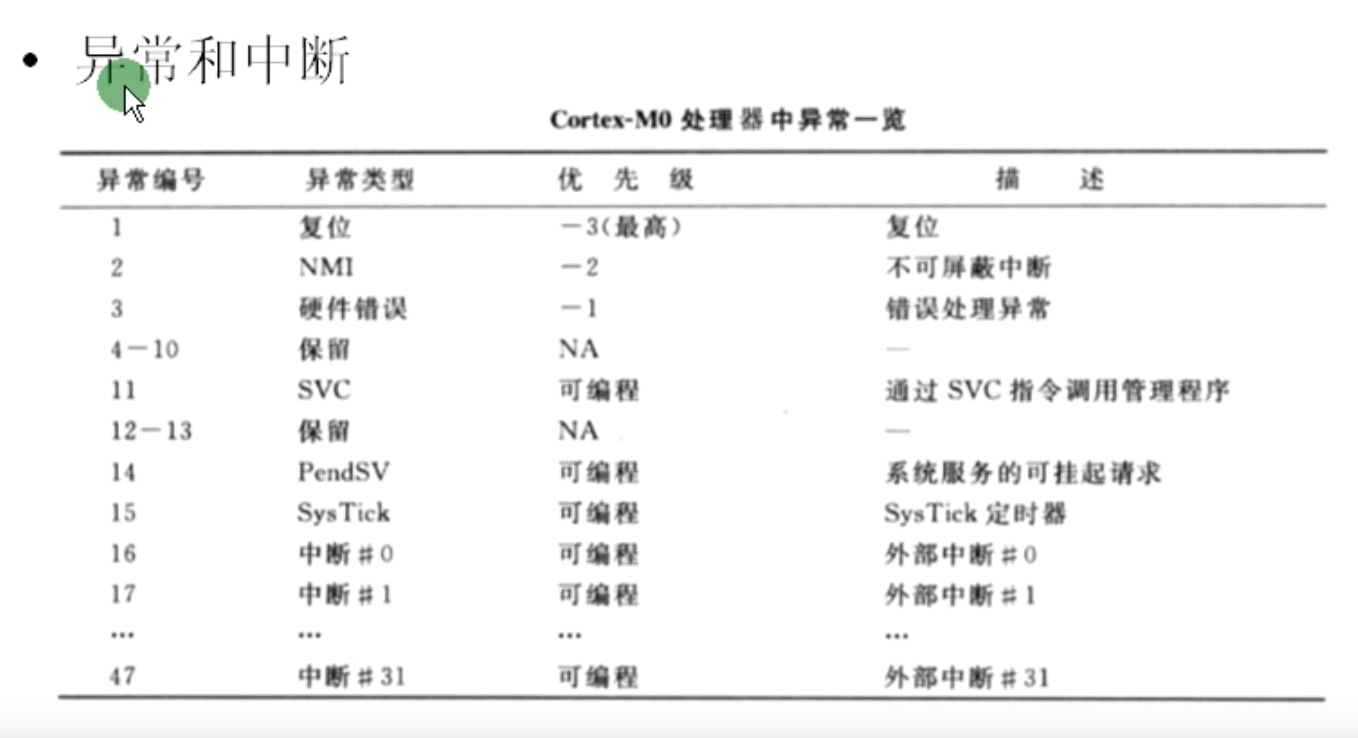 • 异常和中断
Cortex-M0 处理器中异常一览
异常编号 异常类型 优 先 级 描 述
1 复位 －3(最高) 复位
2 NMI －2 不可屏蔽中断
3 硬件错误 －1 错误处理异常
4－10 保留 NA —
11 SVC 可编程 通过 SVC 指令调用管理程序
12－13 保留 NA —
14 PendSV 可编程 系统服务的可挂起请求
15 SysTick 可编程 SysTick 定时器
16 中断#0 可编程 外部中断#0
17 中断#1 可编程 外部中断#1
… … … …
47 中断#31 可编程 外部中断#31